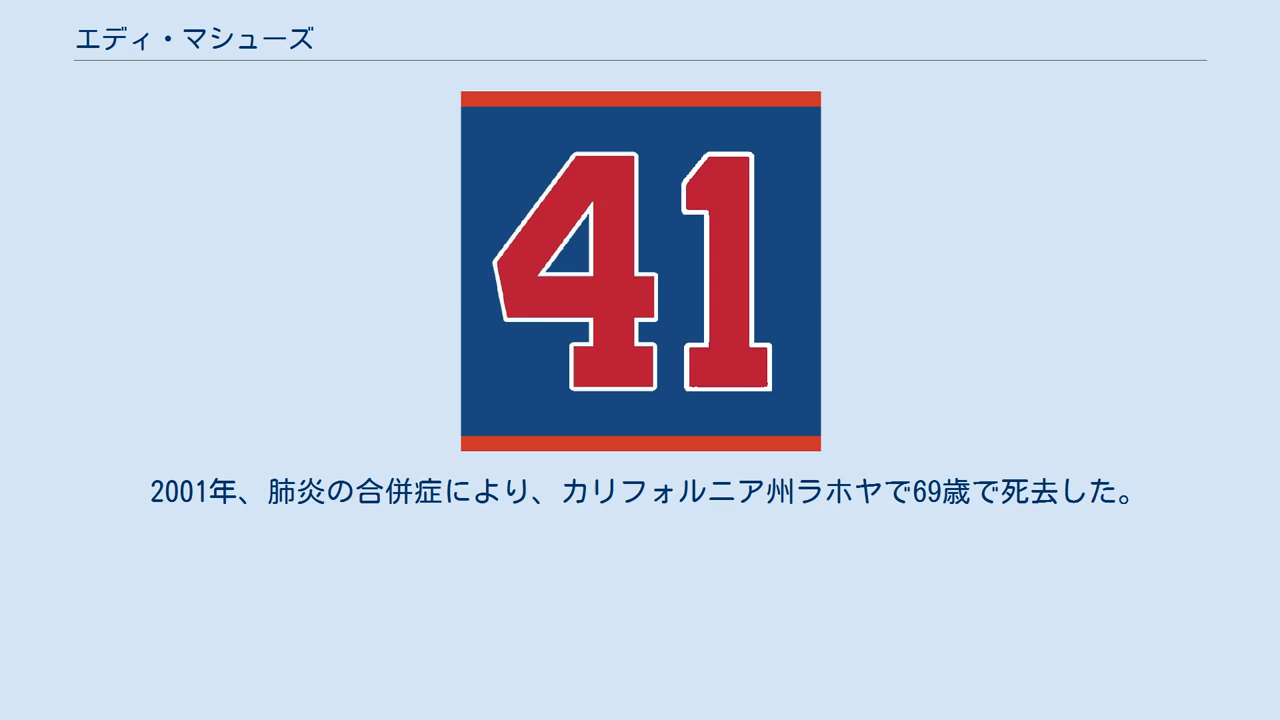 エディ・マシューズ
41
2001年、肺炎の合併症により、カリフォルニア州ラホヤで69歳で死去した。